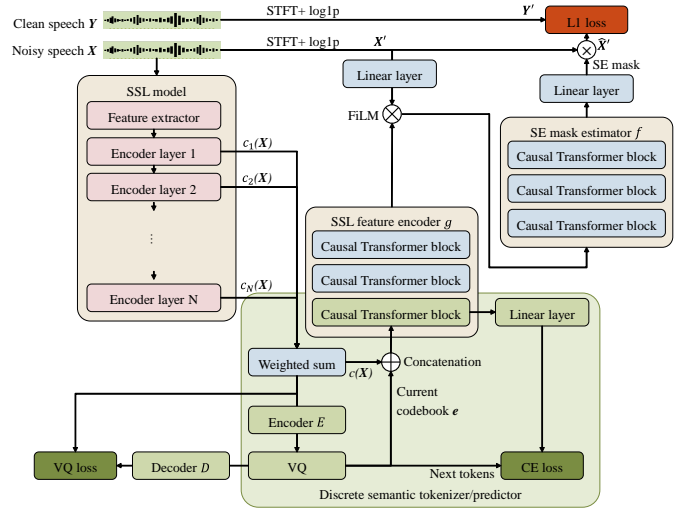 Clean speech Y
STFT+ log1p
Y′
L1 loss
Noisy speech X
STFT+ log1p
X′
X̂′
SE mask
SSL model
Linear layer
Linear layer
Feature extractor
FiLM
SE mask estimator f
Encoder layer 1
c₁(X)
Causal Transformer block
Encoder layer 2
c₂(X)
Causal Transformer block
SSL feature encoder g
Causal Transformer block
⋮
Causal Transformer block
Causal Transformer block
Encoder layer N
c_N(X)
Causal Transformer block
Linear layer
Weighted sum
c(X)
Concatenation
Current
codebook e
Encoder E
VQ loss
Decoder D
VQ
Next tokens
CE loss
Discrete semantic tokenizer/predictor